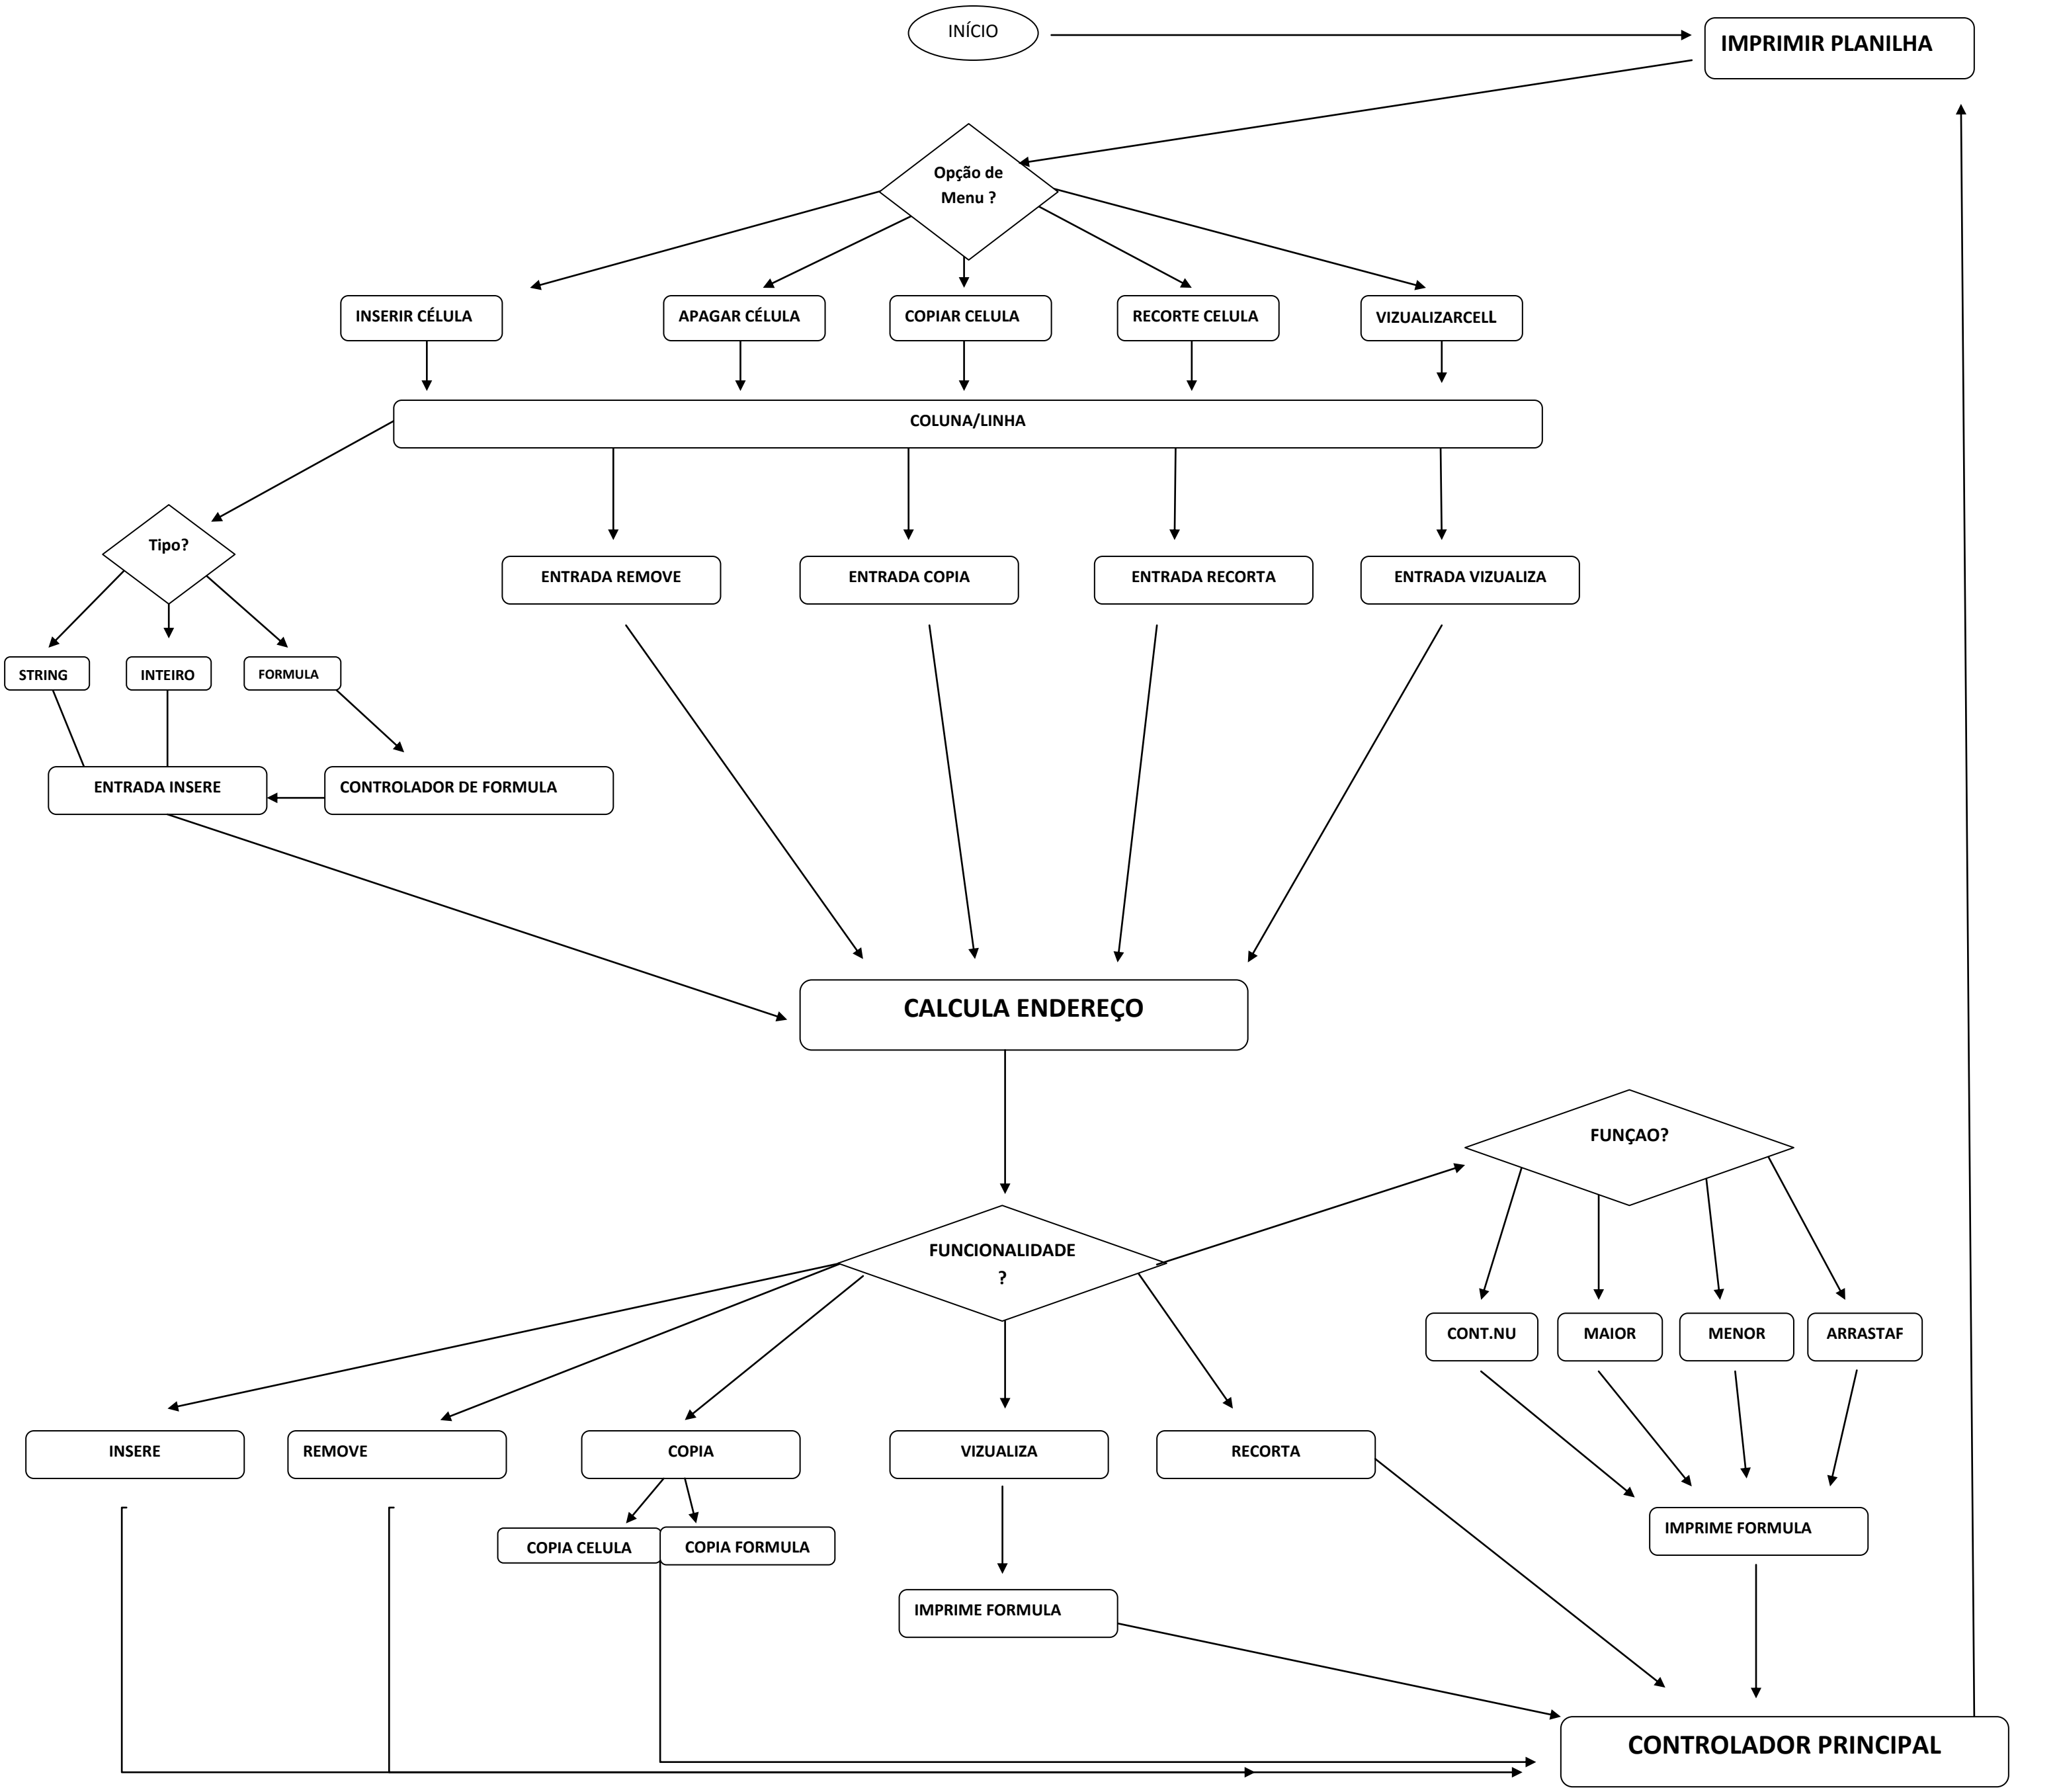 INÍCIO
IMPRIMIR PLANILHA
Opção de
Menu ?
INSERIR CÉLULA
APAGAR CÉLULA
COPIAR CELULA
RECORTE CELULA
VIZUALIZARCELL
COLUNA/LINHA
Tipo?
ENTRADA REMOVE
ENTRADA COPIA
ENTRADA RECORTA
ENTRADA VIZUALIZA
STRING
INTEIRO
FORMULA
ENTRADA INSERE
CONTROLADOR DE FORMULA
CALCULA ENDEREÇO
FUNÇAO?
FUNCIONALIDADE
?
CONT.NU
MAIOR
MENOR
ARRASTAF
INSERE
REMOVE
COPIA
VIZUALIZA
RECORTA
IMPRIME FORMULA
COPIA CELULA
COPIA FORMULA
IMPRIME FORMULA
CONTROLADOR PRINCIPAL